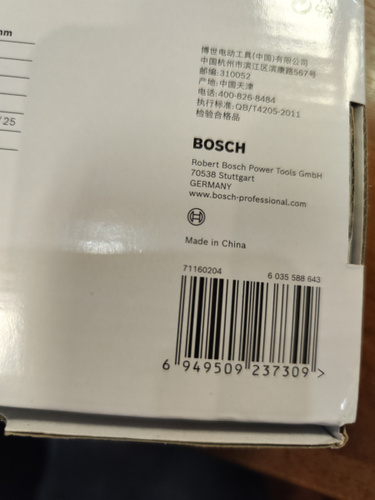 mm
/25
博世电动工具(中国)有限公司
中国杭州市滨江区滨康路567号
邮编: 310052
产地: 中国天津
电话: 400-826-8484
执行标准: QB/T4205-2011
检验合格品
BOSCH
Robert Bosch Power Tools GmbH
70538 Stuttgart
GERMANY
www.bosch-professional.com
Made in China
71160204 6 035 588 643
6 949509 237309 >